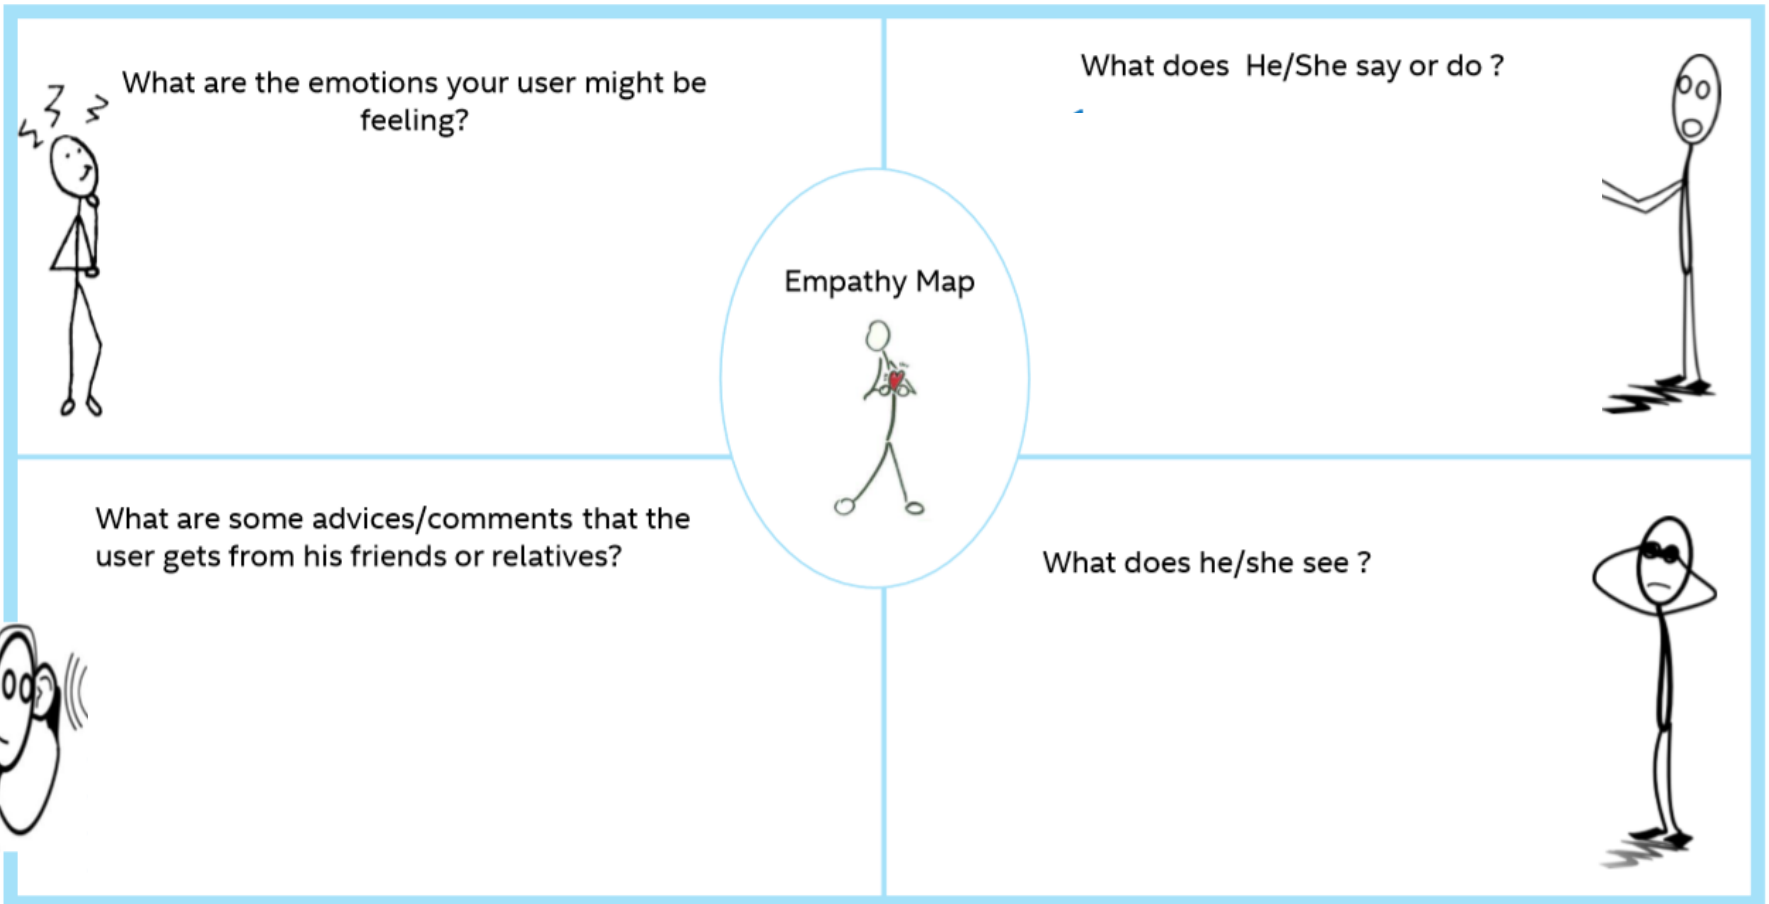 What are the emotions your user might be
feeling?
What does He/She say or do ?
Empathy Map
What are some advices/comments that the
user gets from his friends or relatives?
What does he/she see ?